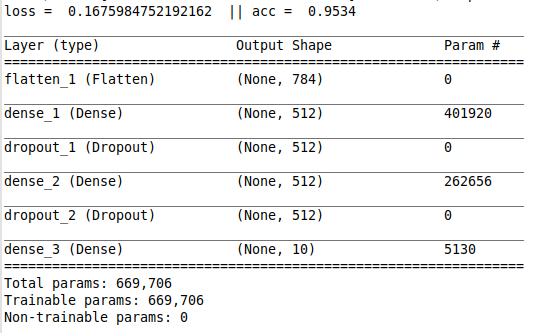 loss =  0.1675984752192162  || acc =  0.9534
Layer (type)                 Output Shape              Param #
=================================================================
flatten_1 (Flatten)          (None, 784)               0
dense_1 (Dense)              (None, 512)               401920
dropout_1 (Dropout)          (None, 512)               0
dense_2 (Dense)              (None, 512)               262656
dropout_2 (Dropout)          (None, 512)               0
dense_3 (Dense)              (None, 10)                5130
=================================================================
Total params: 669,706
Trainable params: 669,706
Non-trainable params: 0